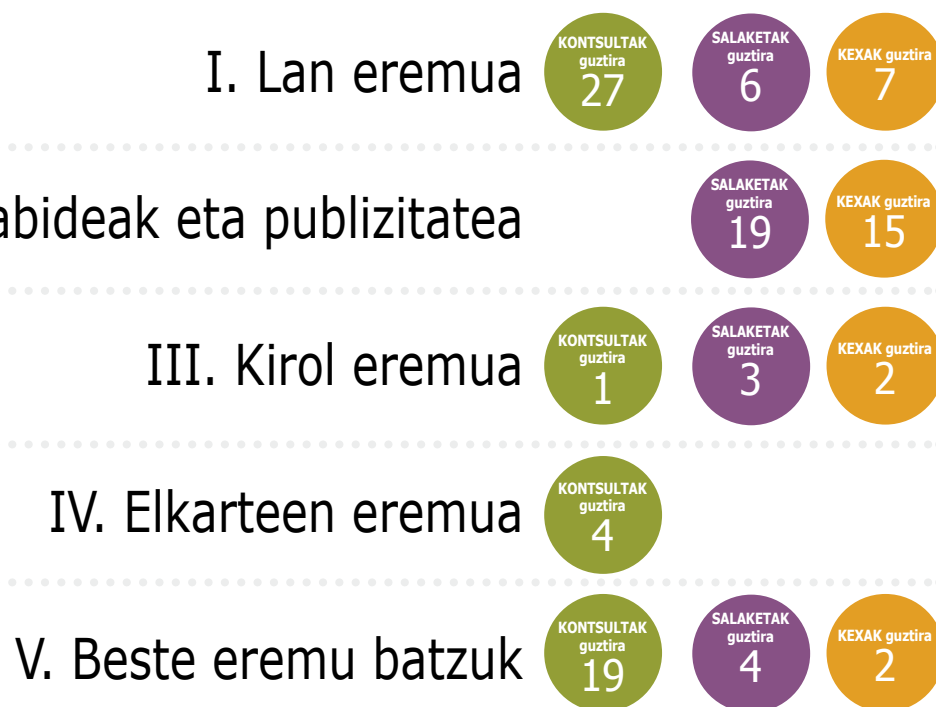 I. Lan eremua
KONTSULTAK
guztira
27
SALAKETAK
guztira
6
KEXAK guztira
7
eta publizitatea
SALAKETAK
guztira
19
KEXAK guztira
15
III. Kirol eremua
KONTSULTAK
guztira
1
SALAKETAK
guztira
3
KEXAK guztira
2
IV. Elkarteen eremua
KONTSULTAK
guztira
4
V. Beste eremu batzuk
KONTSULTAK
guztira
19
SALAKETAK
guztira
4
KEXAK guztira
2